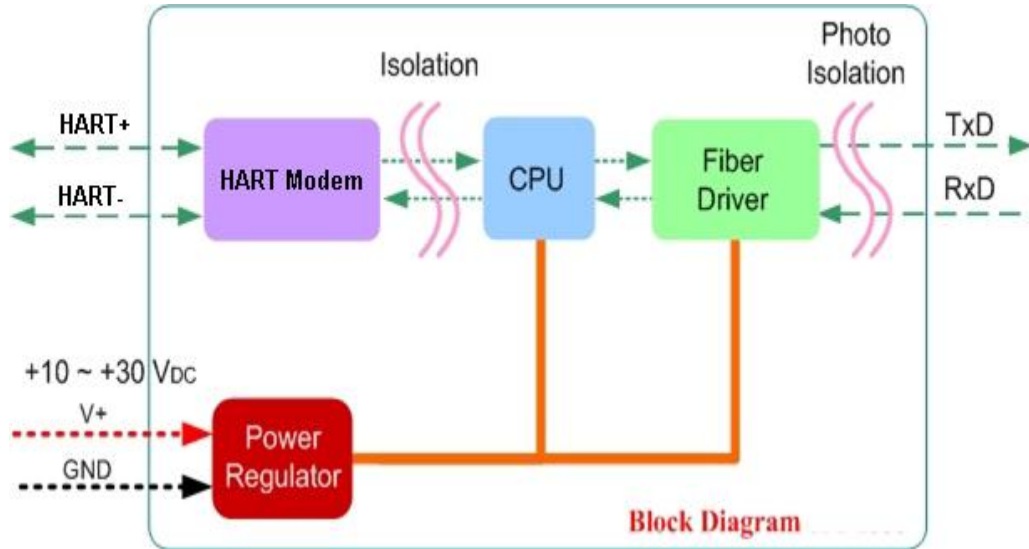 Isolation
Photo
Isolation
HART+
HART-
HART Modem
CPU
Fiber
Driver
TxD
RxD
+10 ~ +30 VDC
V+
GND
Power
Regulator
Block Diagram